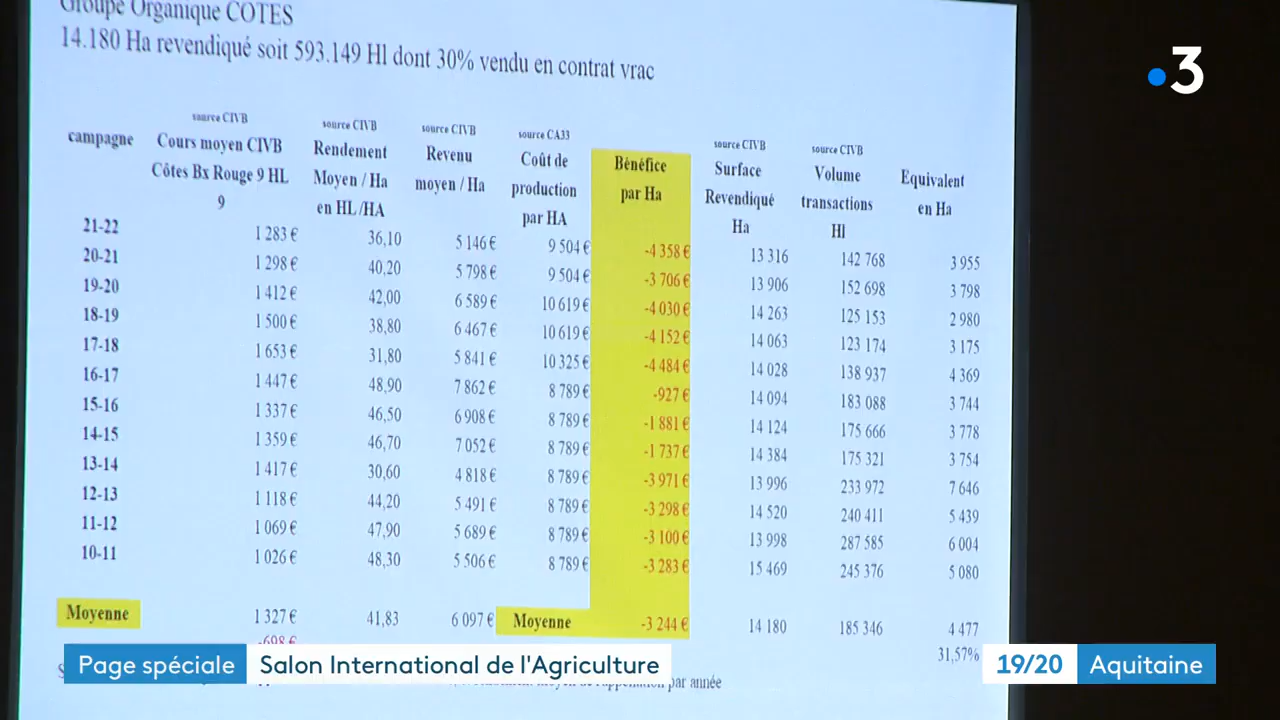 Groupe Organique COTES
14.180 Ha revendiqué soit 593.149 Hl dont 30% vendu en contrat vrac
3
source CIVB source CIVB source CIVB source CA33 source CIVB source CIVB
campagne Cours moyen CIVB Rendement Revenu Coût de Bénéfice Surface Volume Equivalent
Côtes Bx Rouge 9 HL Moyen / Ha moyen / Ha production par Ha Revendiqué transactions en Ha
9 en HL /HA par HA Ha Hl
21-22 1 283 € 36,10 5 146 € 9 504 € -4 358 € 13 316 142 768 3 955
20-21 1 298 € 40,20 5 798 € 9 504 € -3 706 € 13 906 152 698 3 798
19-20 1 412 € 42,00 6 589 € 10 619 € -4 030 € 14 263 125 153 2 980
18-19 1 500 € 38,80 6 467 € 10 619 € -4 152 € 14 063 123 174 3 175
17-18 1 653 € 31,80 5 841 € 10 325 € -4 484 € 14 028 138 937 4 369
16-17 1 447 € 48,90 7 862 € 8 789 € -927 € 14 094 183 088 3 744
15-16 1 337 € 46,50 6 908 € 8 789 € -1 881 € 14 124 175 666 3 778
14-15 1 359 € 46,70 7 052 € 8 789 € -1 737 € 14 384 175 321 3 754
13-14 1 417 € 30,60 4 818 € 8 789 € -3 971 € 13 996 233 972 7 646
12-13 1 118 € 44,20 5 491 € 8 789 € -3 298 € 14 520 240 411 5 439
11-12 1 069 € 47,90 5 689 € 8 789 € -3 100 € 13 998 287 585 6 004
10-11 1 026 € 48,30 5 506 € 8 789 € -3 283 € 15 469 245 376 5 080
Moyenne 1 327 € 41,83 6 097 € Moyenne -3 244 € 14 180 185 346 4 477
-698 € 31,57%
par année
Page spéciale Salon International de l'Agriculture 19/20 Aquitaine